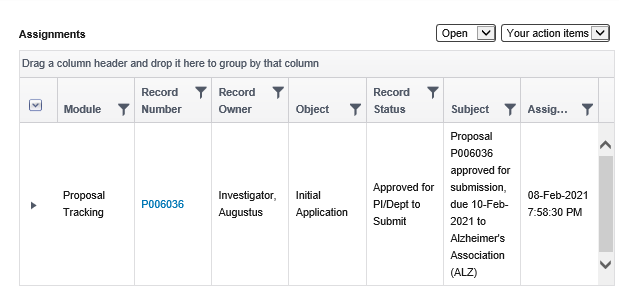 Assignments
Open
Your action items
Drag a column header and drop it here to group by that column
Module
Record
Number
Record
Owner
Object
Record
Status
Subject
Assig...
Proposal
Tracking
P006036
Investigator,
Augustus
Initial
Application
Approved for
PI/Dept to
Submit
Proposal
P006036
approved for
submission,
due 10-Feb-
2021 to
Alzheimer's
Association
(ALZ)
08-Feb-2021
7:58:30 PM